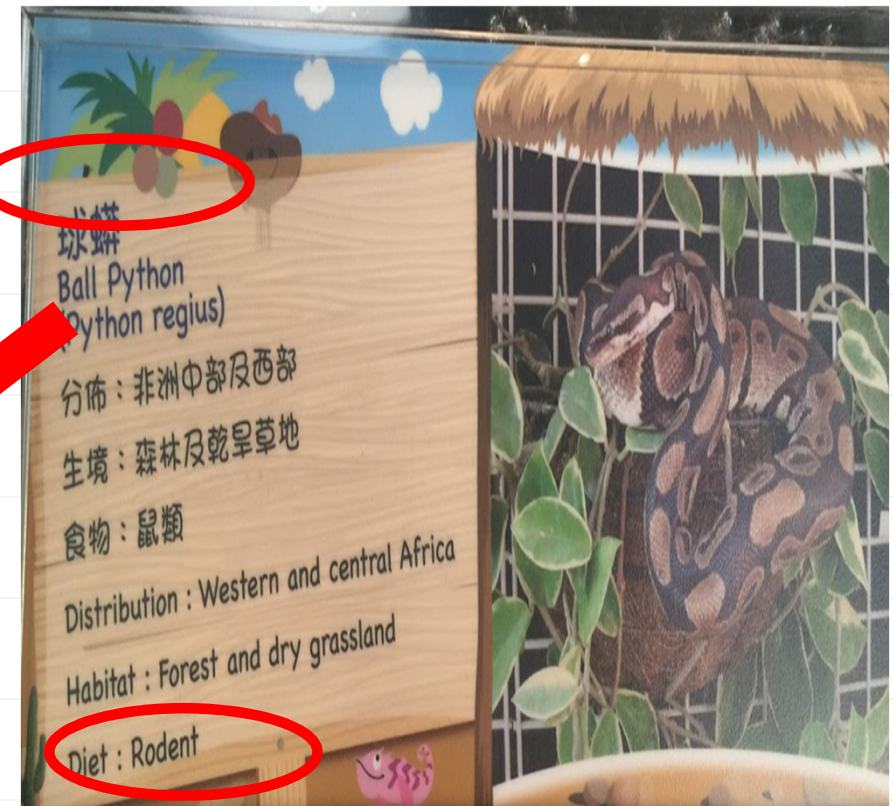 球蟒
Ball Python
(Python regius)
分佈：非洲中部及西部
生境：森林及乾旱草地
食物：鼠類
Distribution : Western and central Africa
Habitat : Forest and dry grassland
Diet : Rodent